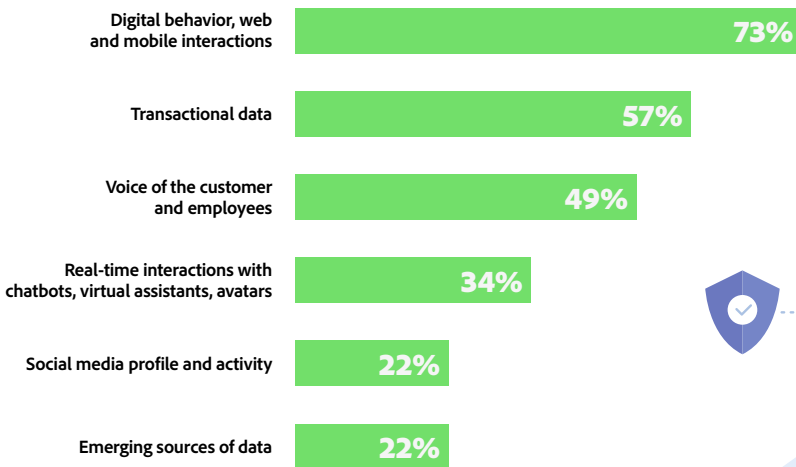 Digital behavior, web
and mobile interactions
73%
Transactional data
57%
Voice of the customer
and employees
49%
Real-time interactions with
chatbots, virtual assistants, avatars
34%
Social media profile and activity
22%
Emerging sources of data
22%